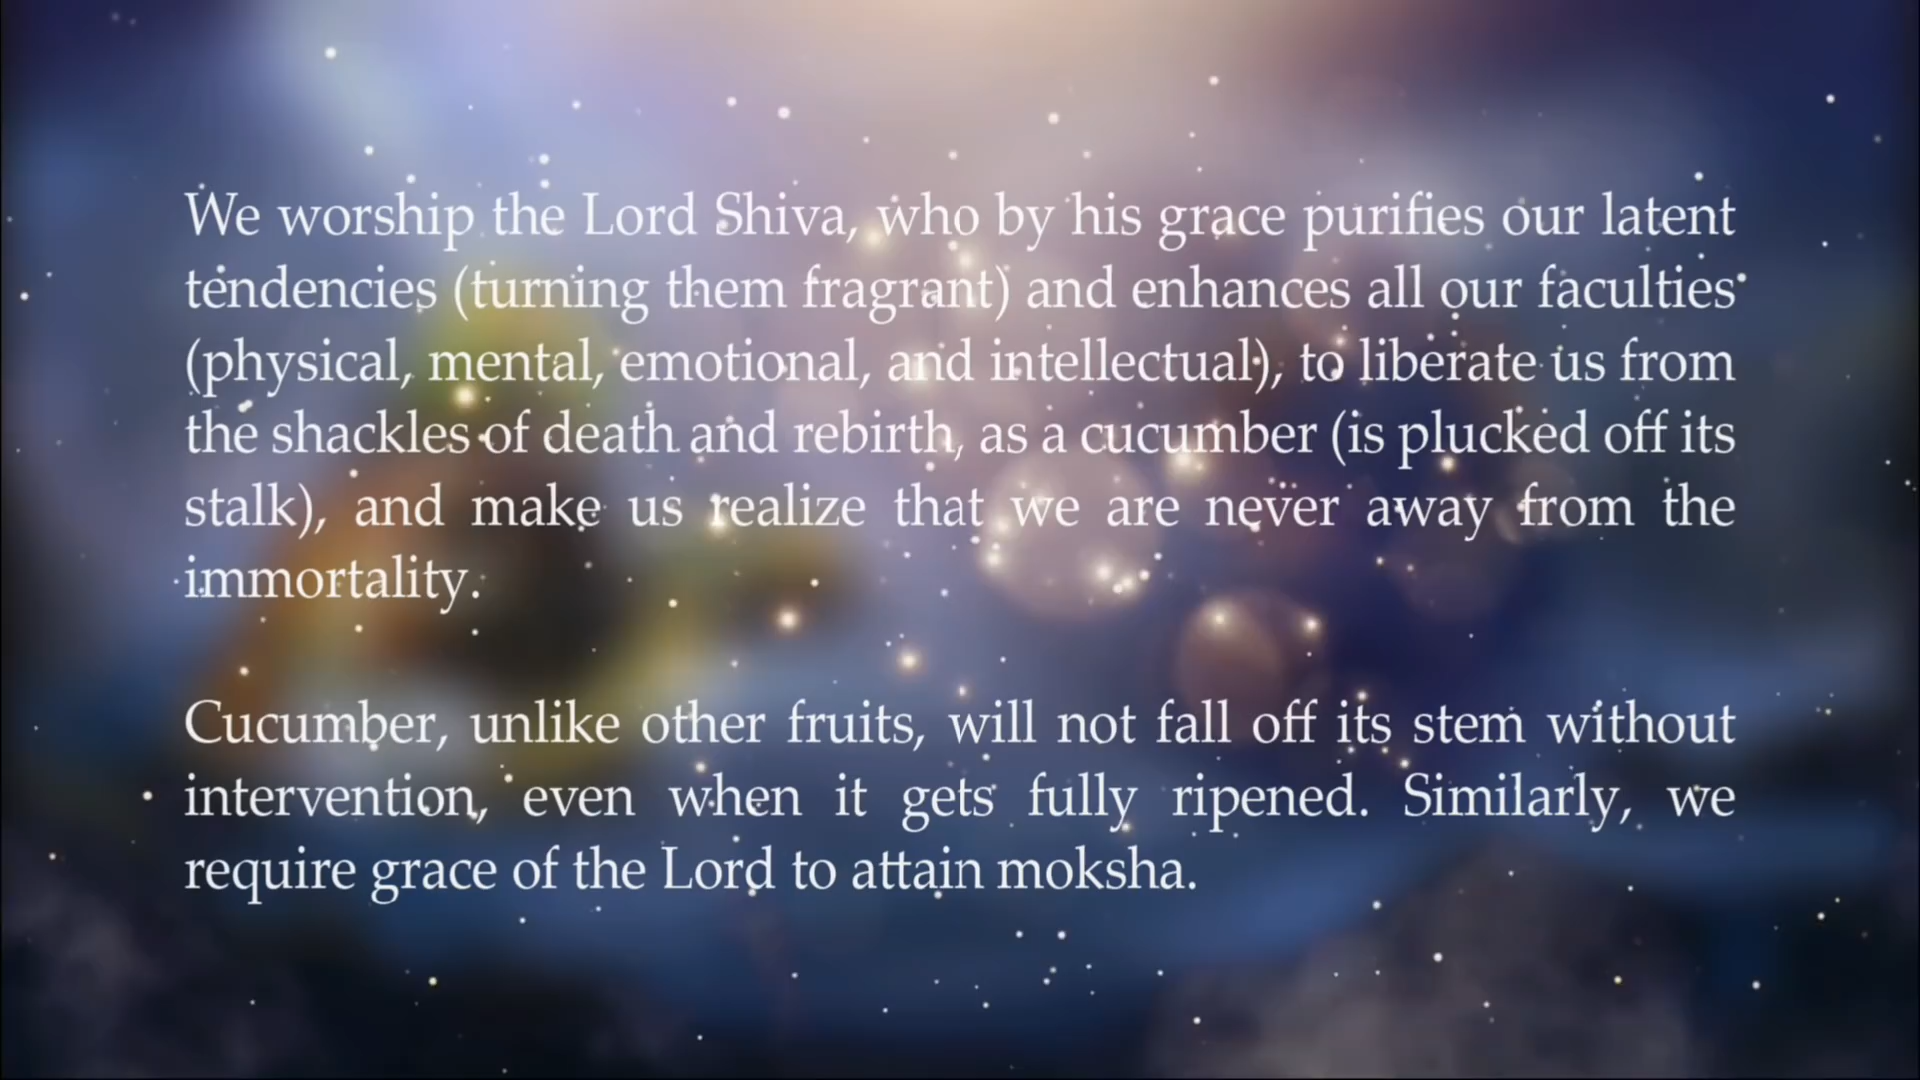 We worship the Lord Shiva, who by his grace purifies our latent
tendencies (turning them fragrant) and enhances all our faculties
(physical, mental, emotional, and intellectual), to liberate us from
the shackles of death and rebirth, as a cucumber (is plucked off its
stalk), and make us realize that we are never away from the
immortality.
Cucumber, unlike other fruits, will not fall off its stem without
intervention, even when it gets fully ripened. Similarly, we
require grace of the Lord to attain moksha.